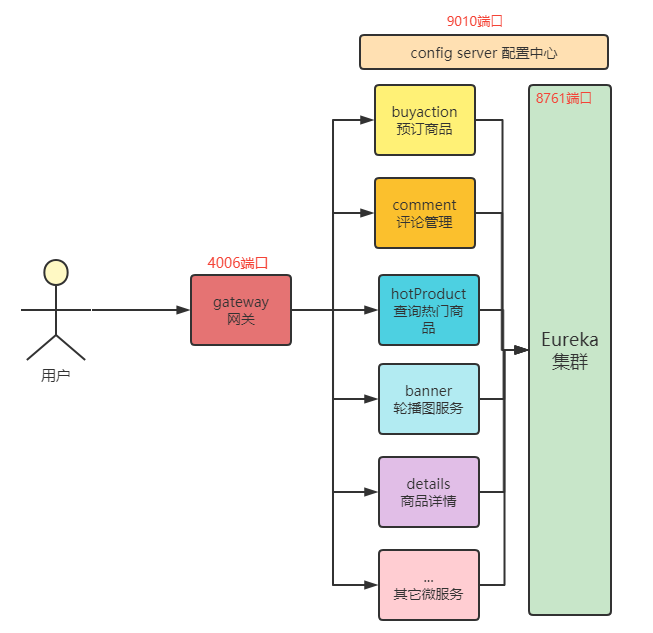 9010端口
config server 配置中心
8761端口
buyaction
预订商品
comment
评论管理
4006端口
gateway
网关
用户
hotProduct
查询热门商
品
Eureka
集群
banner
轮播图服务
details
商品详情
...
其它微服务